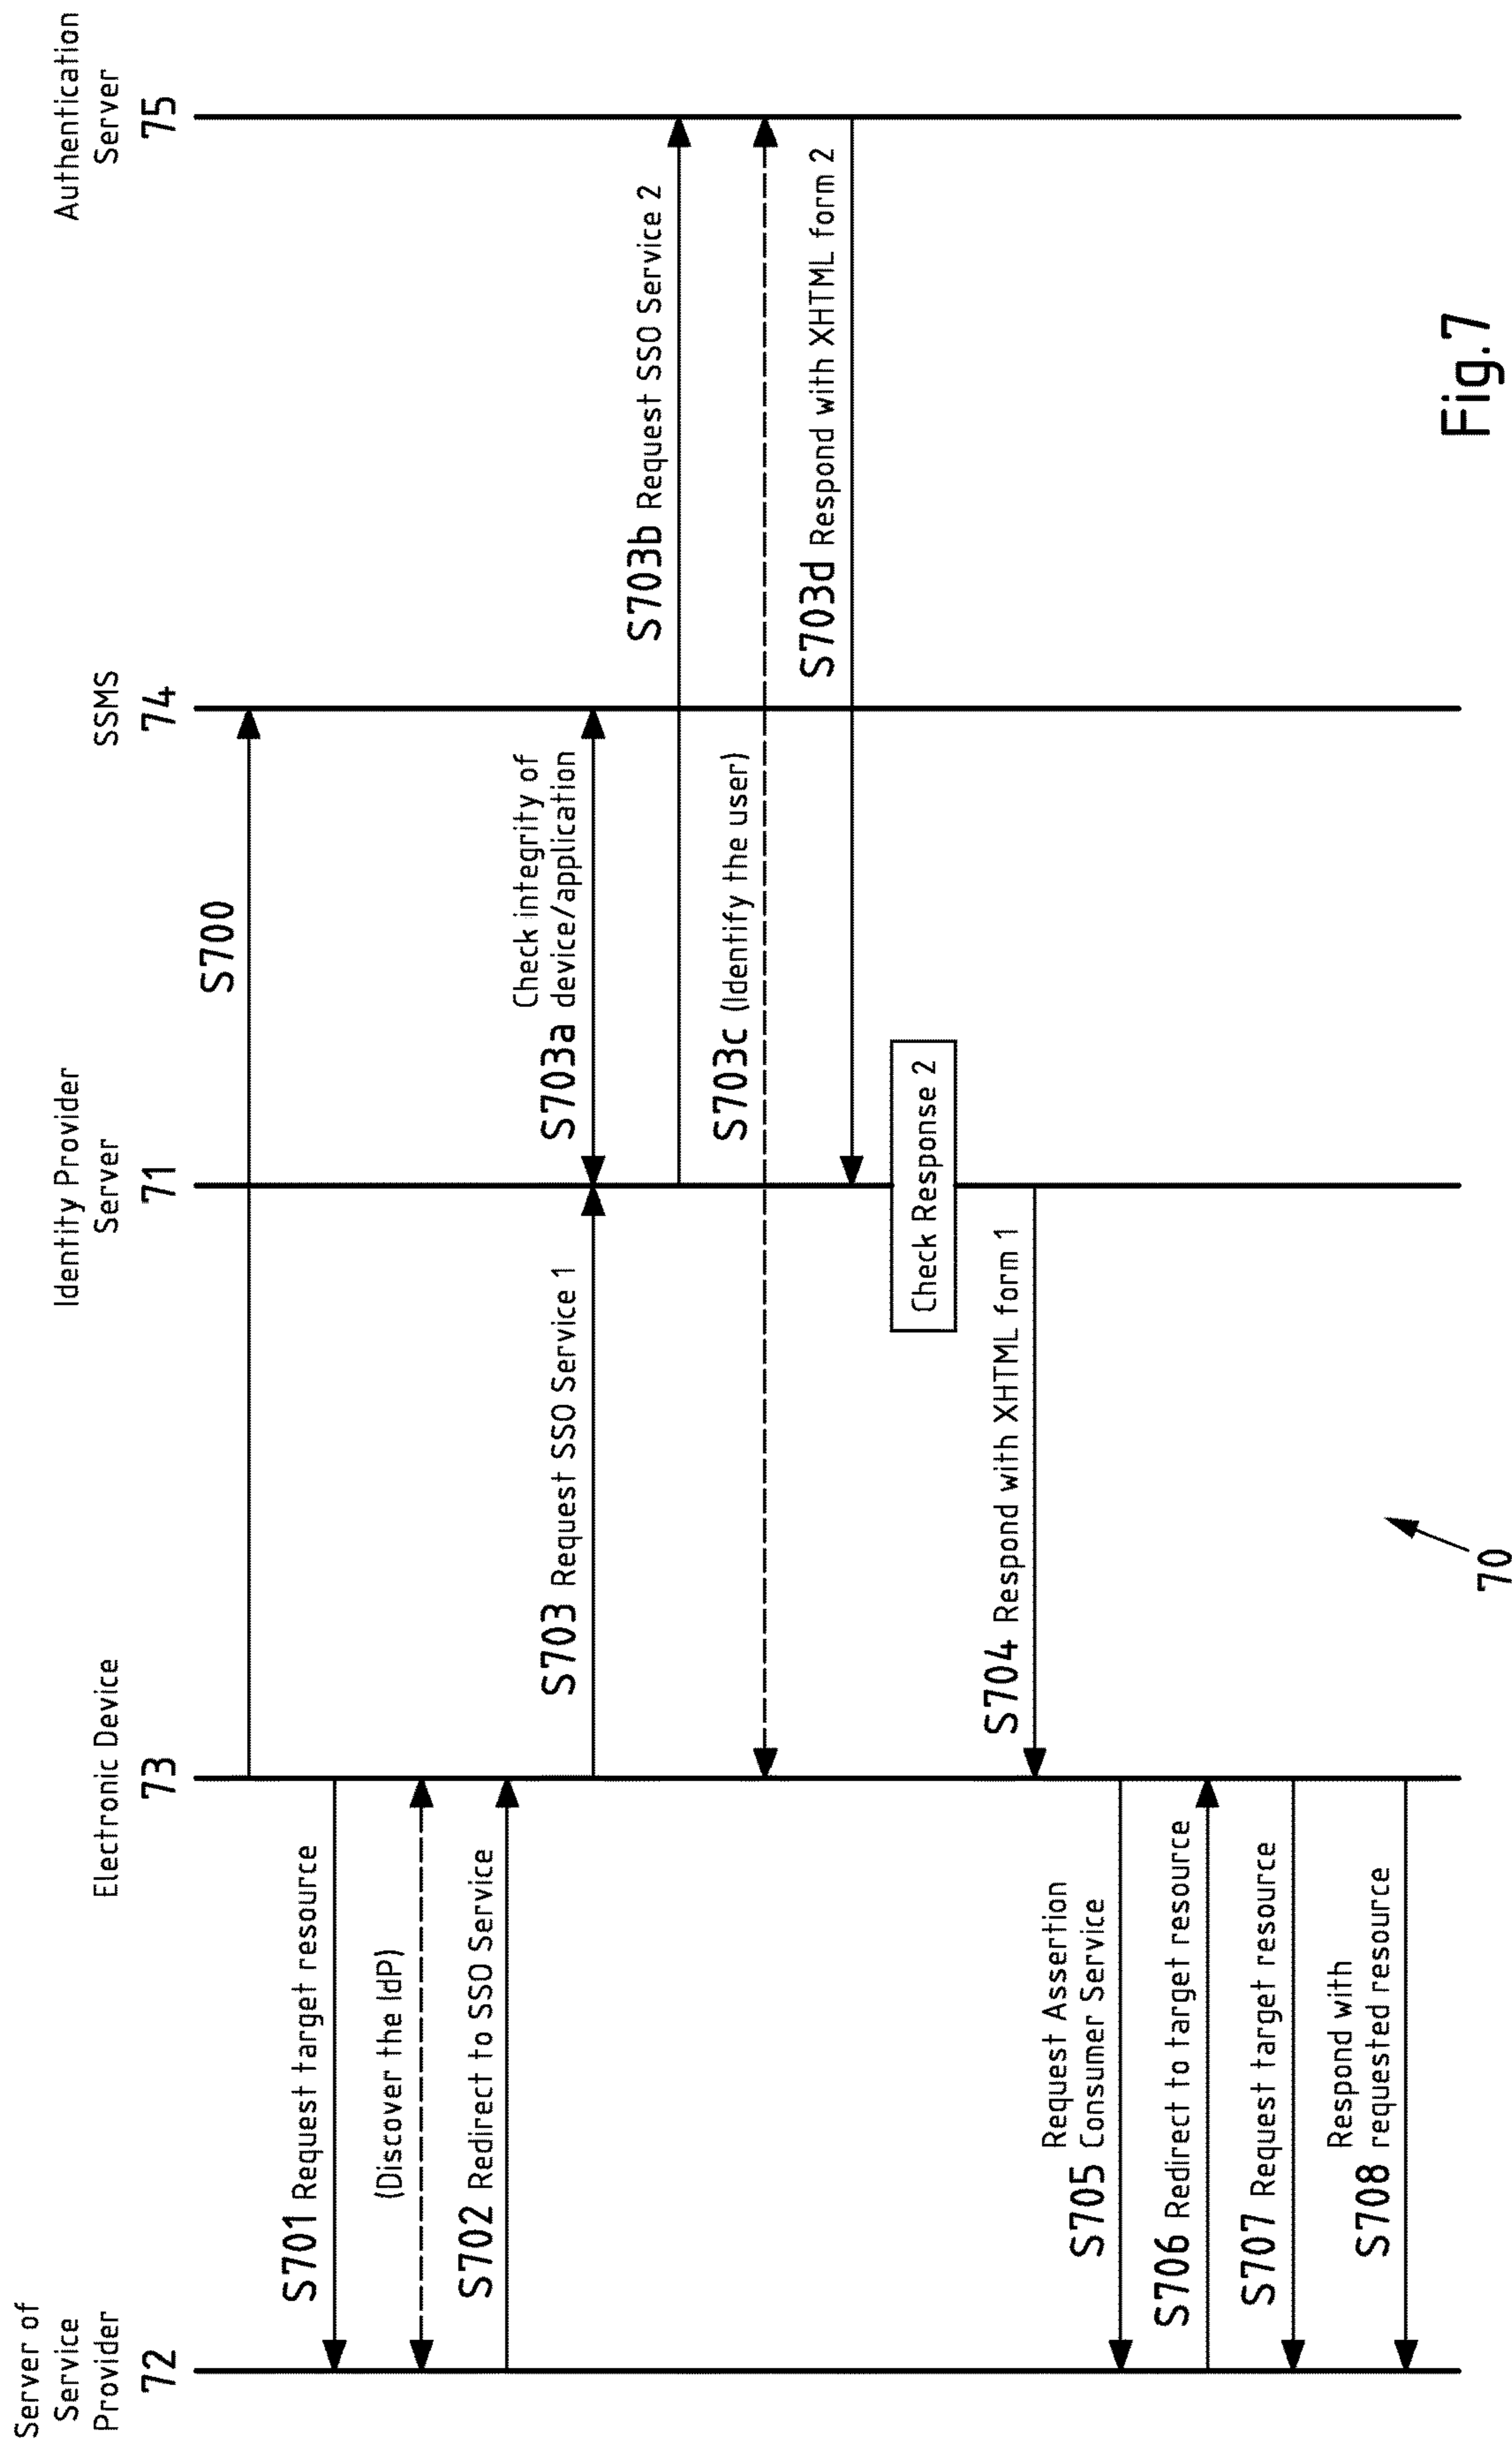 Server of
Service
Provider
72
Electronic Device
73
Identity Provider
Server
71
SSMS
74
Authentication
Server
75
S700
S701 Request target resource
(Discover the IdP)
S702 Redirect to SSO Service
S703 Request SSO Service 1
Check integrity of
S703a device/application
S703b Request SSO Service 2
S703c (Identify the user)
S703d Respond with XHTML form 2
Check Response 2
S704 Respond with XHTML form 1
Request Assertion
S705 Consumer Service
S706 Redirect to target resource
S707 Request target resource
Respond with
S708 requested resource
70
Fig.7